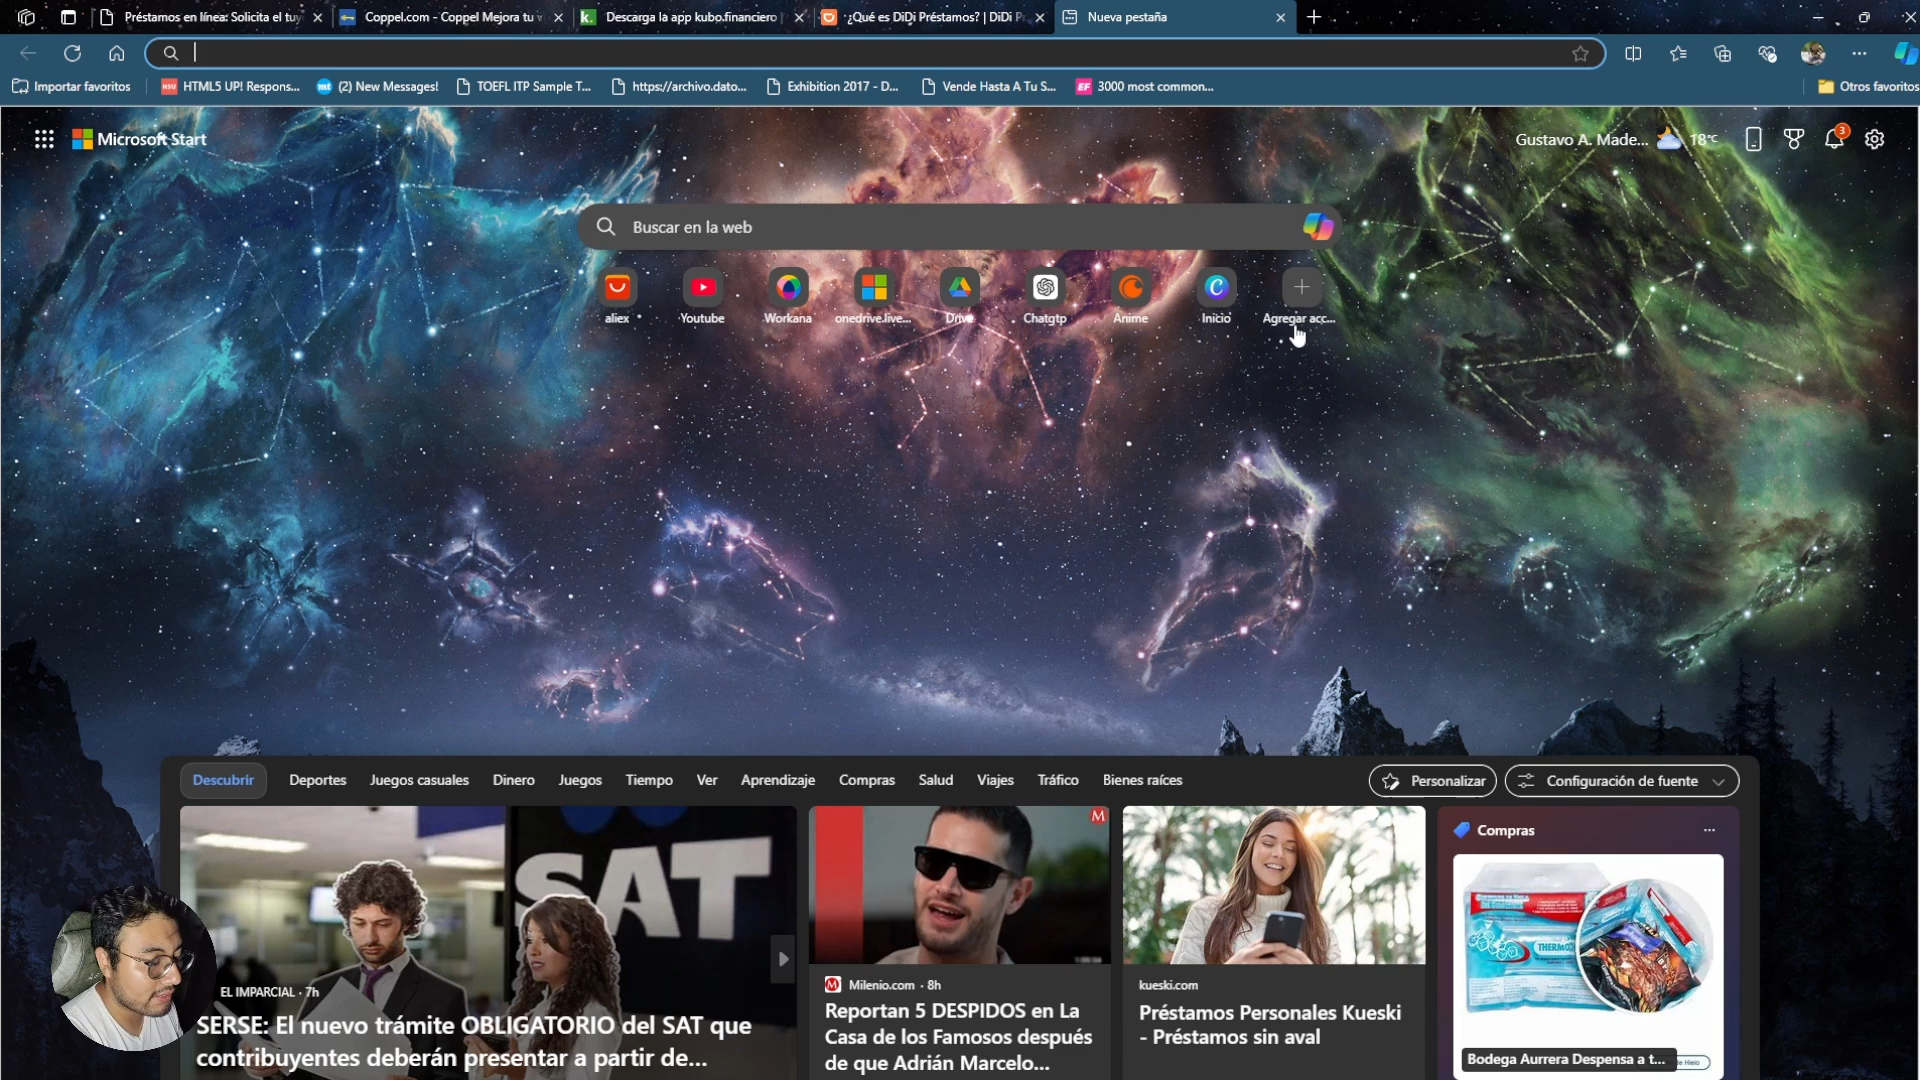 Préstamos en línea: Solicita el tuy
Coppel.com - Coppel Mejora tu v
Descarga la app kubo.financiero
¿Qué es DiDi Préstamos? | DiDi P
Nueva pestaña
Importar favoritos
HTML5 UP! Respons...
(2) New Messages!
TOEFL ITP Sample T...
https://archivo.dato...
Exhibition 2017 - D...
Vende Hasta A Tu S...
EF
3000 most common...
Otros favoritos
Microsoft Start
Gustavo A. Made...
18°C
3
Buscar en la web
aliex
Youtube
Workana
onedrive.live...
Drive
Chatgtp
Anime
Inicio
Agregar acc...
Descubrir
Deportes
Juegos casuales
Dinero
Juegos
Tiempo
Ver
Aprendizaje
Compras
Salud
Viajes
Tráfico
Bienes raíces
Personalizar
Configuración de fuente
SAT
EL IMPARCIAL · 7h
SERSE: El nuevo trámite OBLIGATORIO del SAT que
contribuyentes deberán presentar a partir de...
M
Milenio.com · 8h
Reportan 5 DESPIDOS en La
Casa de los Famosos después
de que Adrián Marcelo...
kueski.com
Préstamos Personales Kueski
- Préstamos sin aval
Compras
Bodega Aurrera Despensa a t...